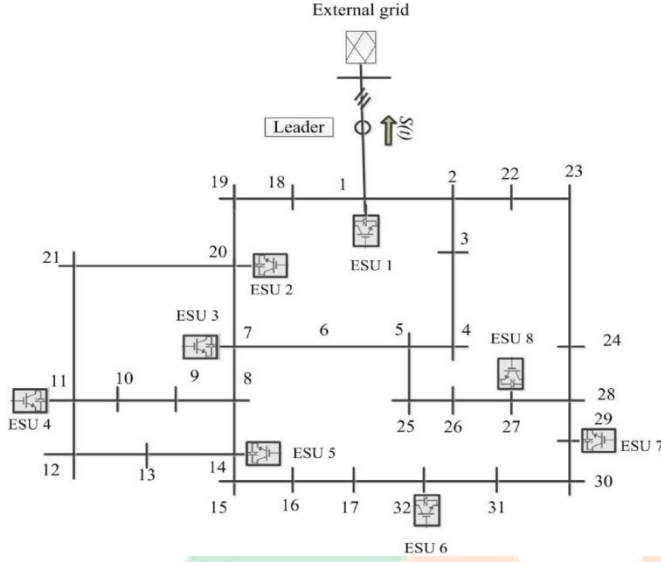 External grid
Leader
S(t)
19 18 1 2 22 23
ESU 1
3
21 20
ESU 2
ESU 3
7 6 5 4 ESU 8 24
11 10 9 8 28
ESU 4
25 26 27 29
ESU 5 ESU 7
12 13 14
15 16 17 32 31 30
ESU 6